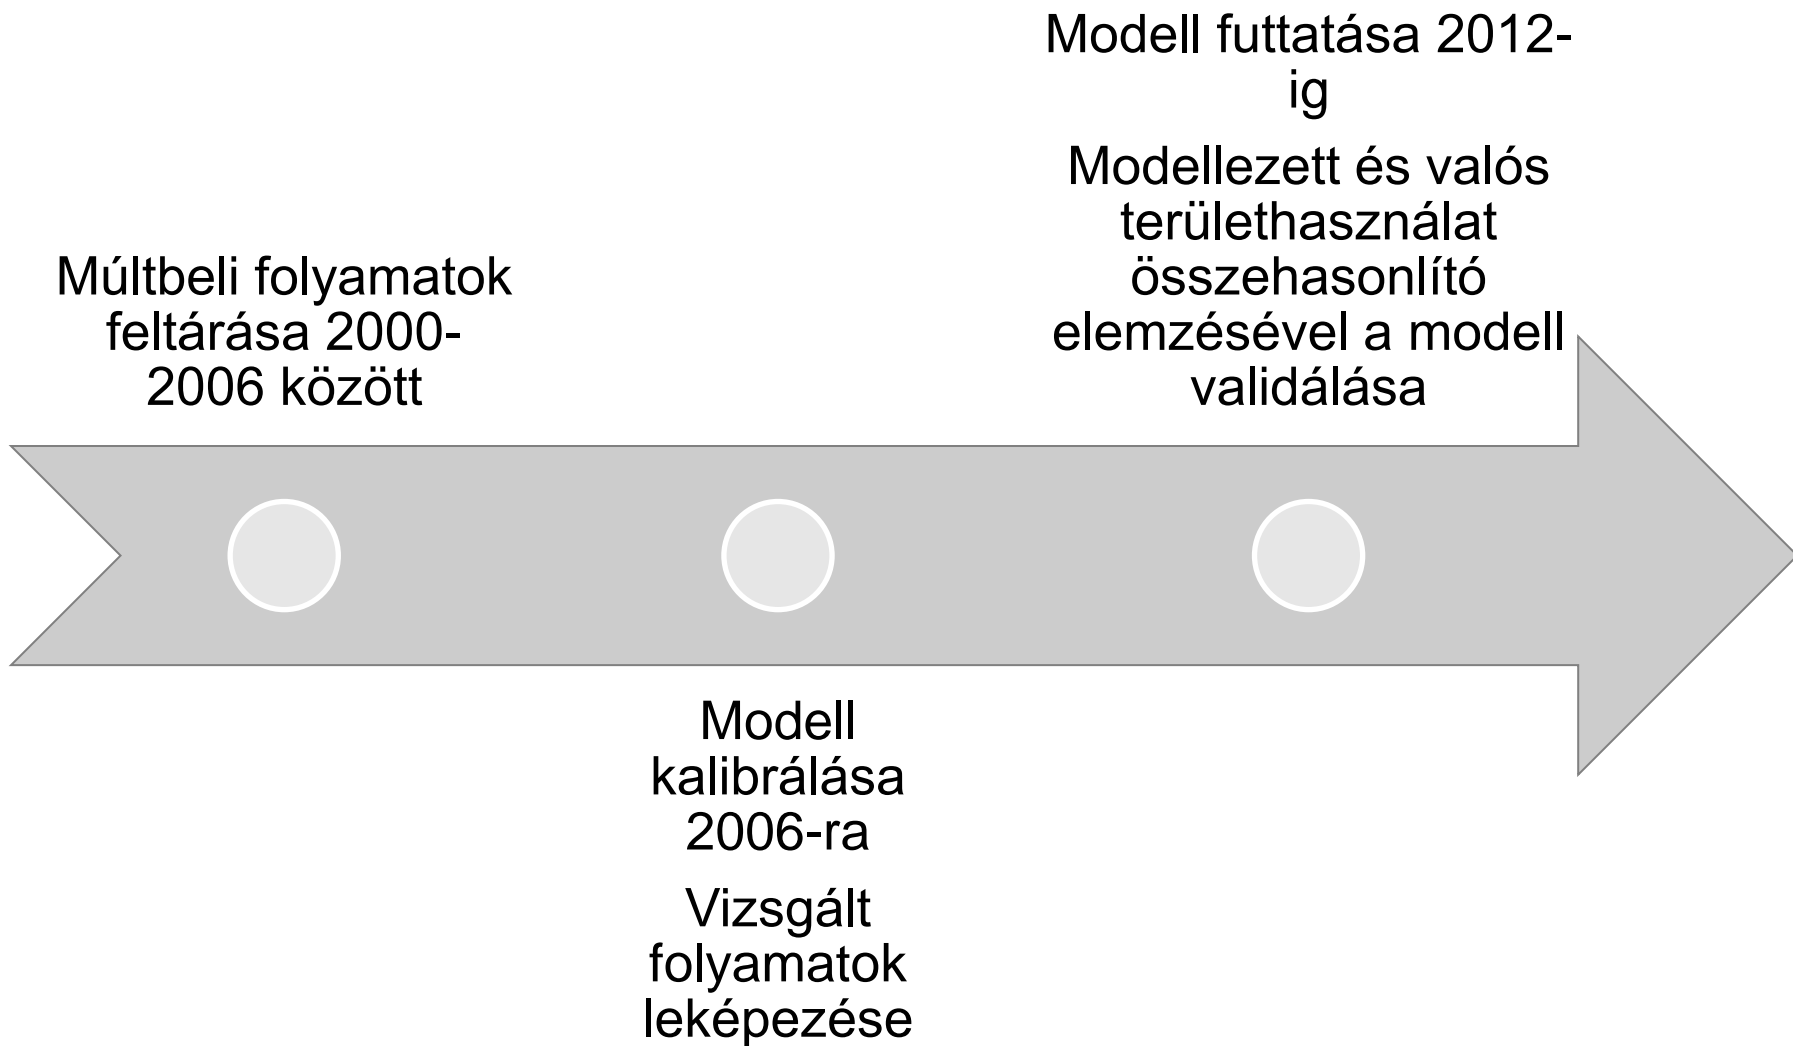 Múltbeli folyamatok
feltárása 2000-
2006 között
Modell
kalibrálása
2006-ra
Vizsgált
folyamatok
leképezése
Modell futtatása 2012-
ig
Modellezett és valós
területhasználat
összehasonlító
elemzésével a modell
validálása